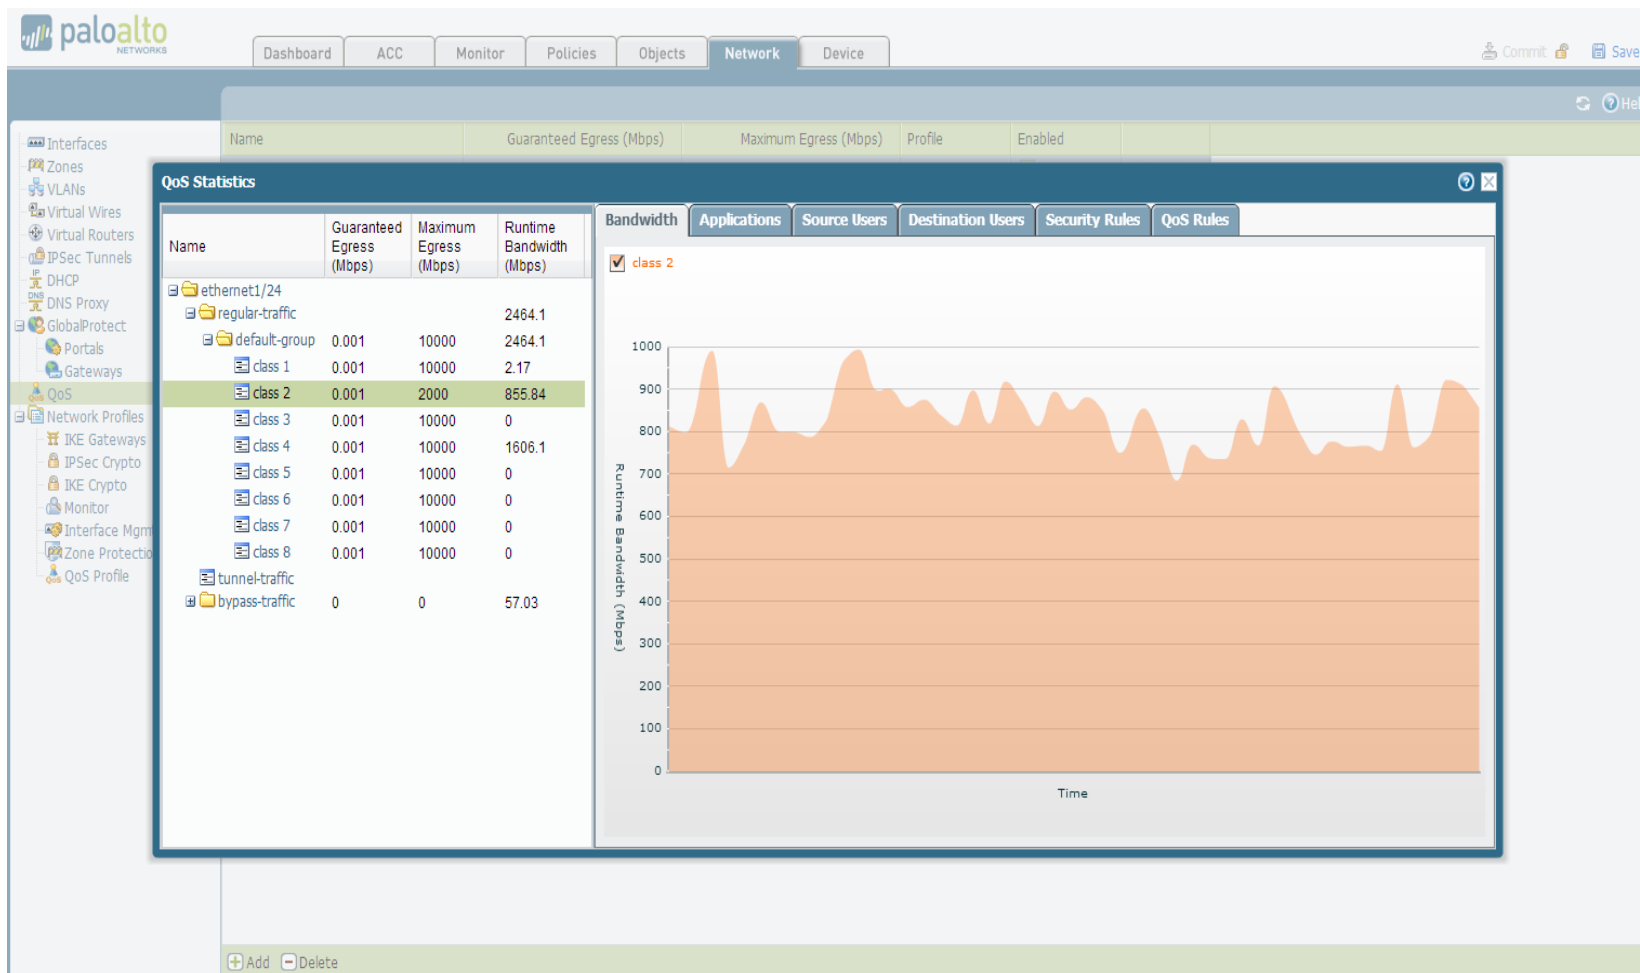 paloalto
NETWORKS
Dashboard ACC Monitor Policies Objects Network Device
Commit Save
Hel
Name Guaranteed Egress (Mbps) Maximum Egress (Mbps) Profile Enabled
Interfaces
Zones
VLANs
Virtual Wires
Virtual Routers
IPSec Tunnels
DHCP
DNS Proxy
GlobalProtect
Portals
Gateways
QoS
Network Profiles
IKE Gateways
IPSec Crypto
IKE Crypto
Monitor
Interface Mgm
Zone Protectio
QoS Profile
QoS Statistics
Name Guaranteed Egress (Mbps) Maximum Egress (Mbps) Runtime Bandwidth (Mbps)
ethernet1/24
regular-traffic 2464.1
default-group 0.001 10000 2464.1
class 1 0.001 10000 2.17
class 2 0.001 2000 855.84
class 3 0.001 10000 0
class 4 0.001 10000 1606.1
class 5 0.001 10000 0
class 6 0.001 10000 0
class 7 0.001 10000 0
class 8 0.001 10000 0
tunnel-traffic
bypass-traffic 0 0 57.03
Bandwidth Applications Source Users Destination Users Security Rules QoS Rules
class 2
1000
900
800
700
600
500
400
300
200
100
0
Runtime Bandwidth (Mbps)
Time
Add Delete